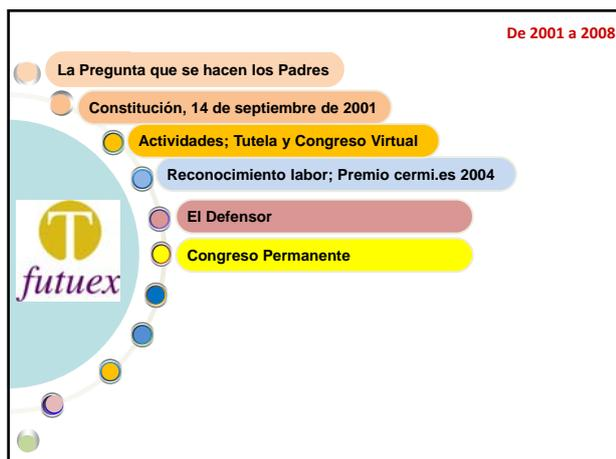 De 2001 a 2008
La Pregunta que se hacen los Padres
Constitución, 14 de septiembre de 2001
Actividades; Tutela y Congreso Virtual
Reconocimiento labor; Premio cermi.es 2004
El Defensor
Congreso Permanente
T
futuex